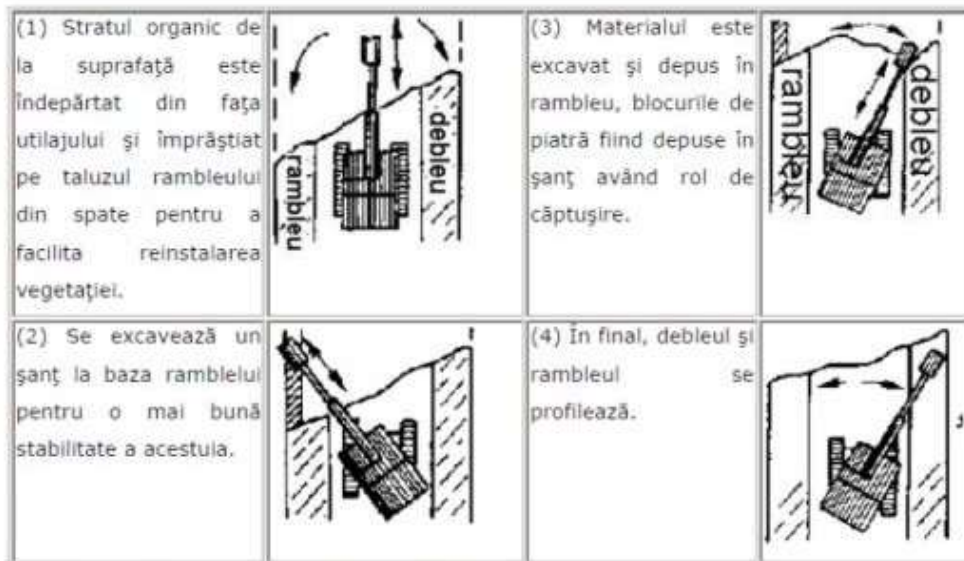 (1) Stratul organic de
la suprafață este
îndepărtat din fața
utilajului și împrăștiat
pe taluzul rambleului
din spate pentru a
facilita reinstalarea
vegetației.
rambleu
debleu
(3) Materialul este
excavat și depus în
rambleu, blocurile de
piatră fiind depuse în
șanț având rol de
căptușire.
rambleu
debleu
(2) Se excavează un
șanț la baza ramblelui
pentru o mai bună
stabilitate a acestuia.
(4) În final, debleul și
rambleul se
profilează.